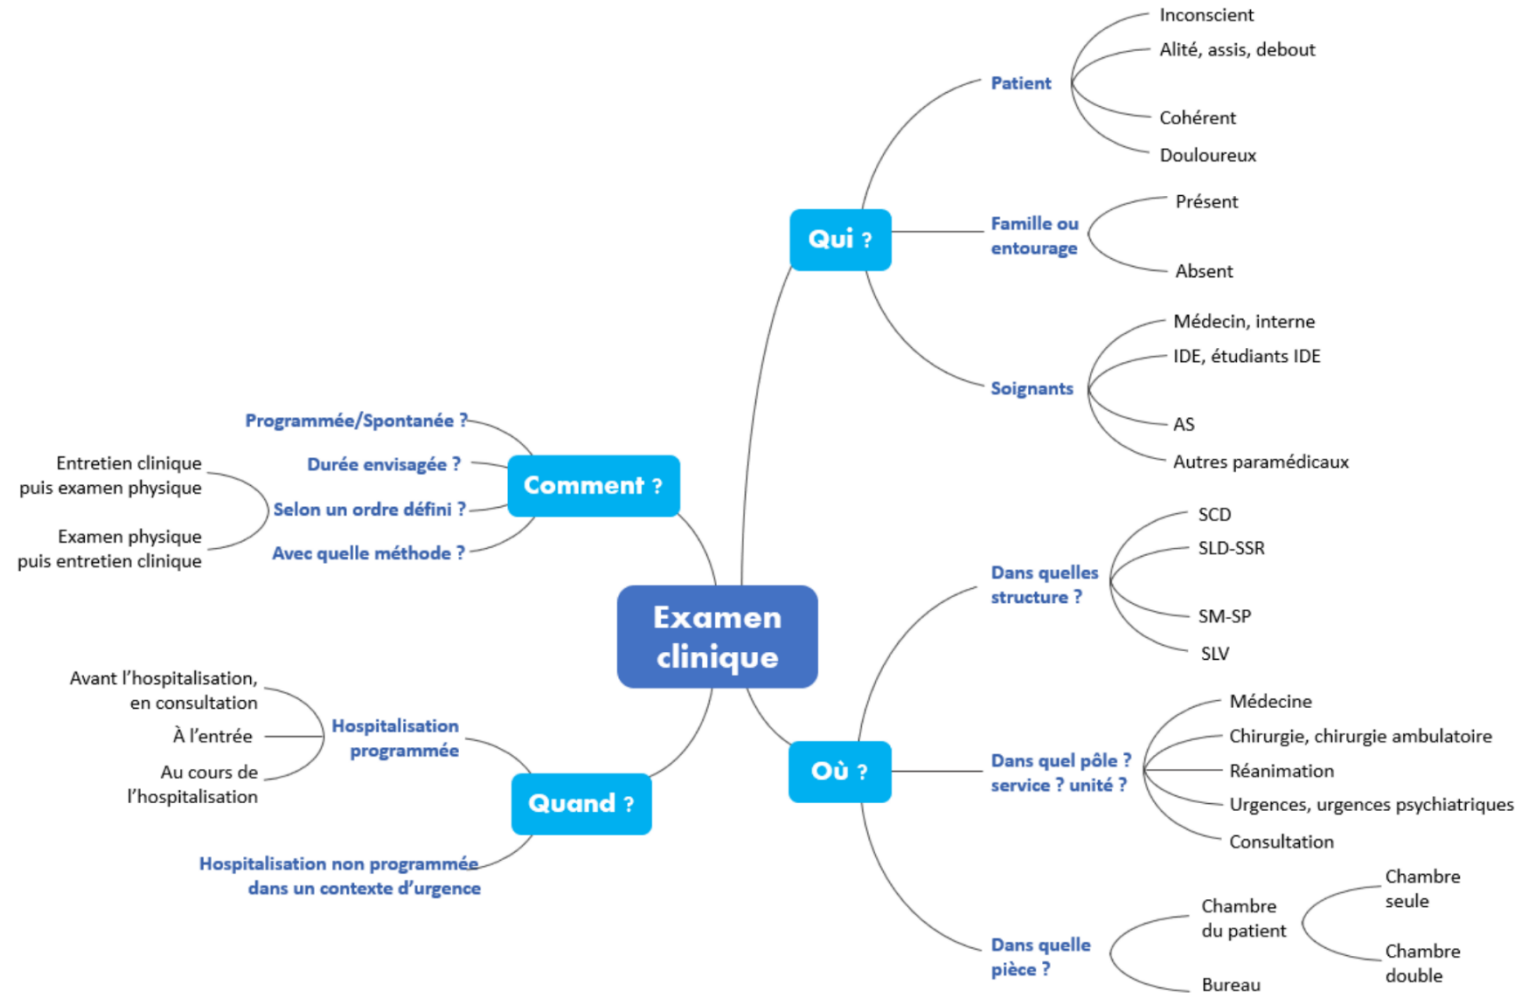 Examen
clinique
Qui ?
Patient
Inconscient
Alité, assis, debout
Cohérent
Douloureux
Famille ou
entourage
Présent
Absent
Soignants
Médecin, interne
IDE, étudiants IDE
AS
Autres paramédicaux
Comment ?
Programmée/Spontanée ?
Durée envisagée ?
Selon un ordre défini ?
Entretien clinique
puis examen physique
Examen physique
puis entretien clinique
Avec quelle méthode ?
Où ?
Dans quelles
structure ?
SCD
SLD-SSR
SM-SP
SLV
Dans quel pôle ?
service ? unité ?
Médecine
Chirurgie, chirurgie ambulatoire
Réanimation
Urgences, urgences psychiatriques
Consultation
Dans quelle
pièce ?
Chambre
du patient
Chambre
seule
Chambre
double
Bureau
Quand ?
Hospitalisation
programmée
Avant l’hospitalisation,
en consultation
À l’entrée
Au cours de
l’hospitalisation
Hospitalisation non programmée
dans un contexte d’urgence